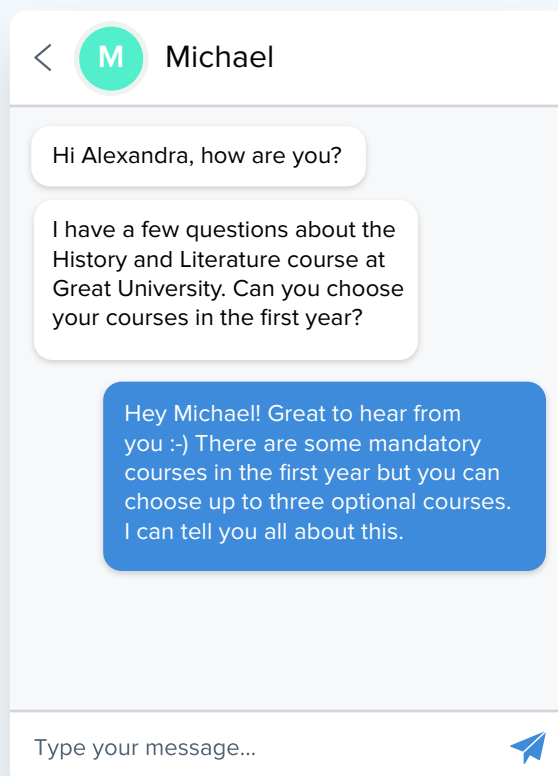 M
Michael
Hi Alexandra, how are you?
I have a few questions about the
History and Literature course at
Great University. Can you choose
your courses in the first year?
Hey Michael! Great to hear from
you :-) There are some mandatory
courses in the first year but you can
choose up to three optional courses.
I can tell you all about this.
Type your message...